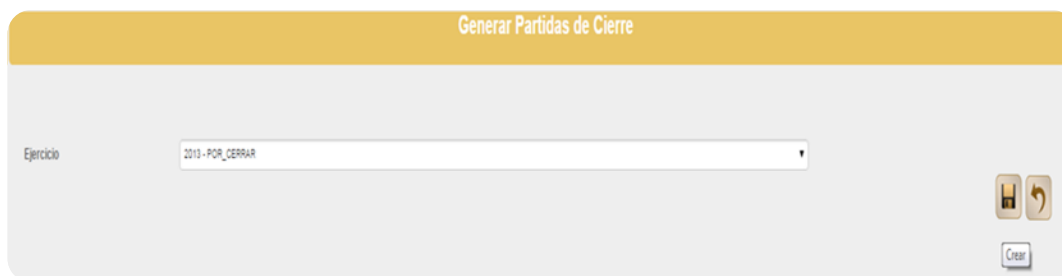 Generar Partidas de Cierre
Ejercicio
2013 - POR_CERRAR
Crear